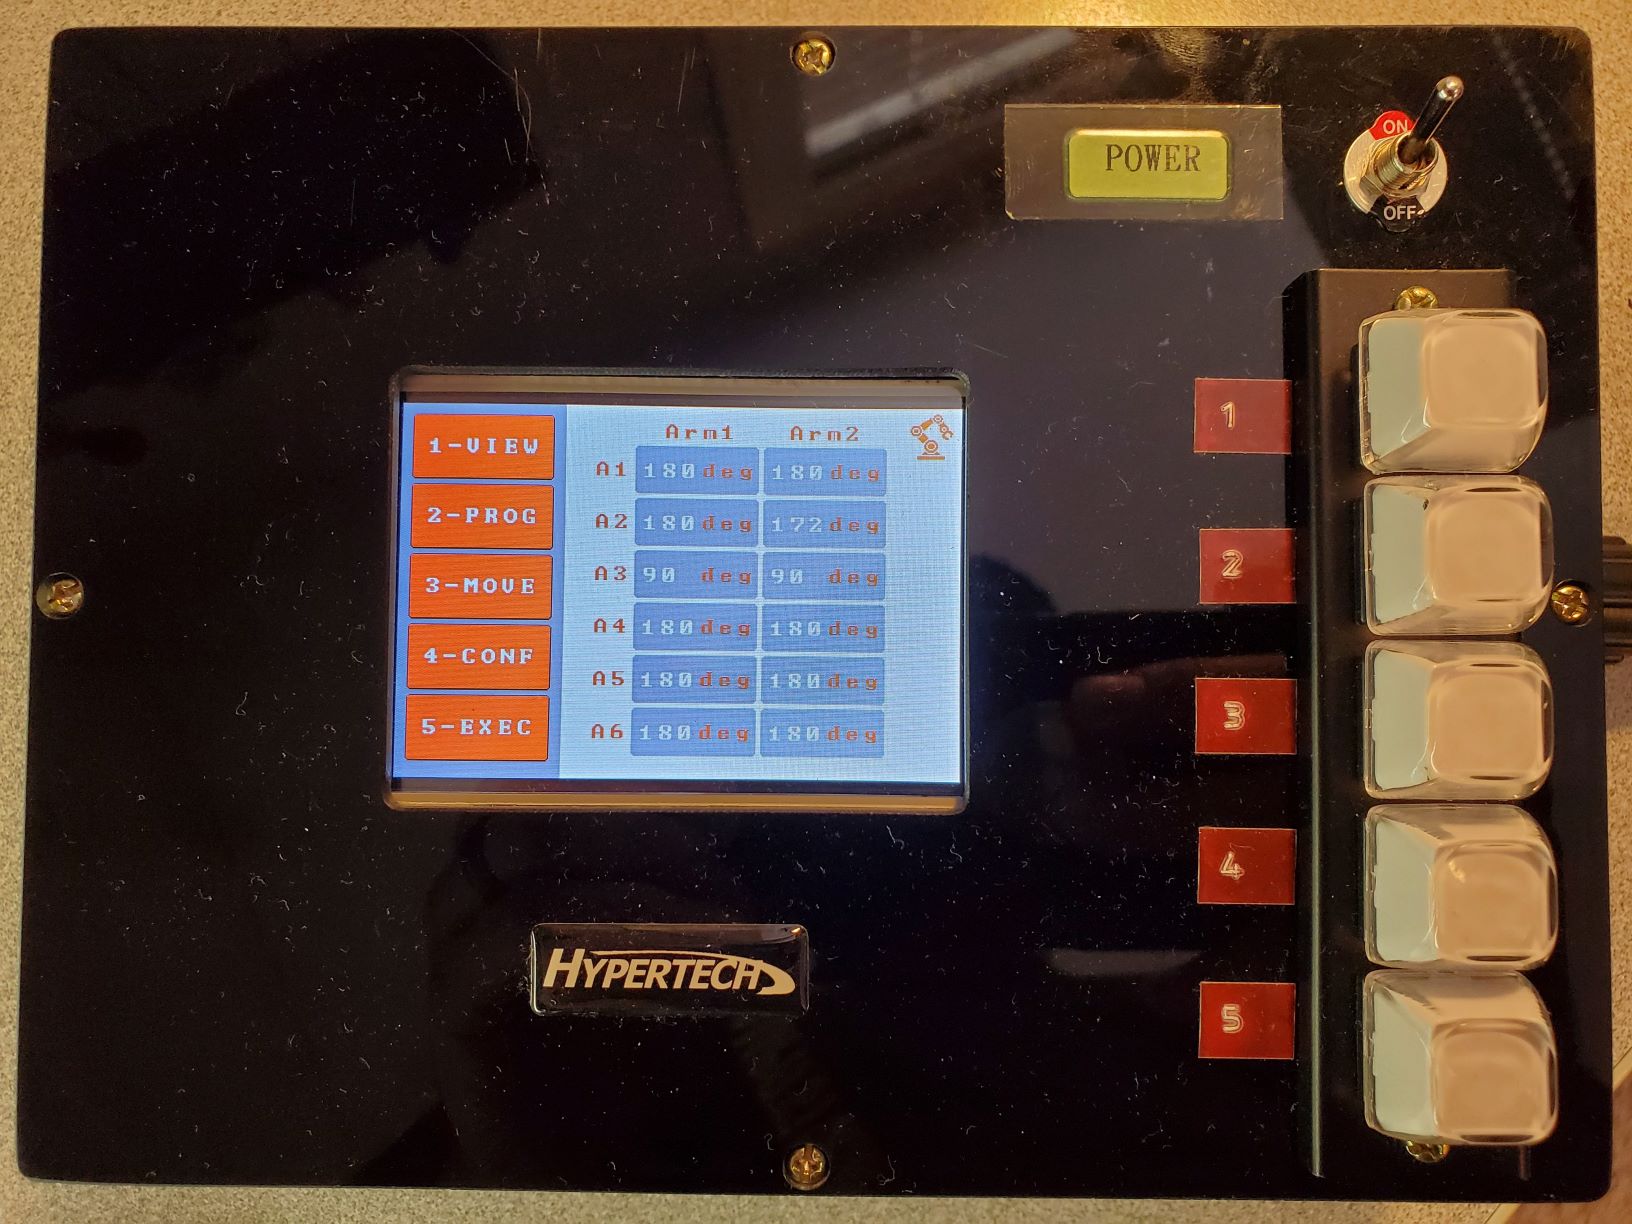 POWER
ON
OFF
1-VIEW
2-PROG
3-MOVE
4-CONF
5-EXEC
Arm1 Arm2
A1 180deg 180deg
A2 180deg 172deg
A3 90 deg 90 deg
A4 180deg 180deg
A5 180deg 180deg
A6 180deg 180deg
1
2
3
4
5
HYPERTECH